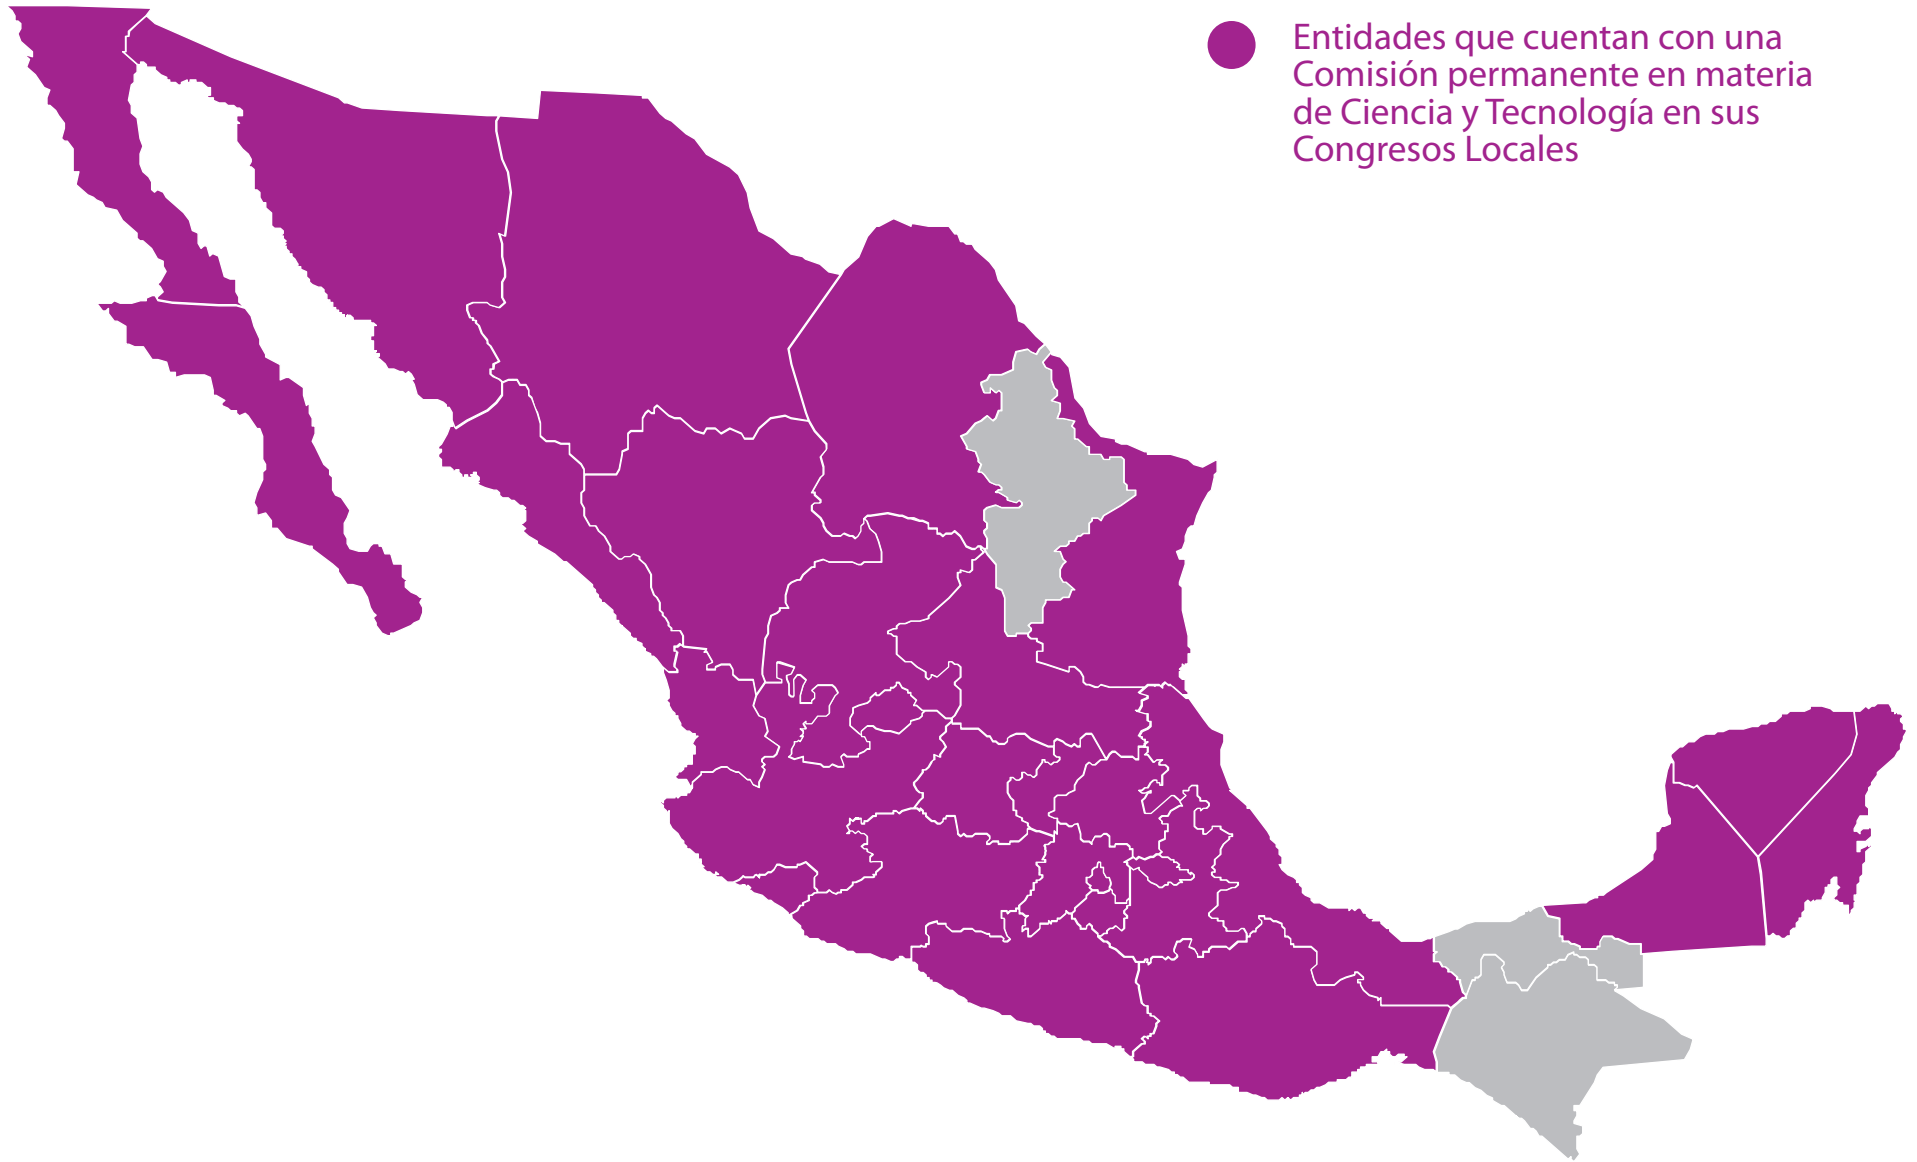 Entidades que cuentan con una
Comisión permanente en materia
de Ciencia y Tecnología en sus
Congresos Locales